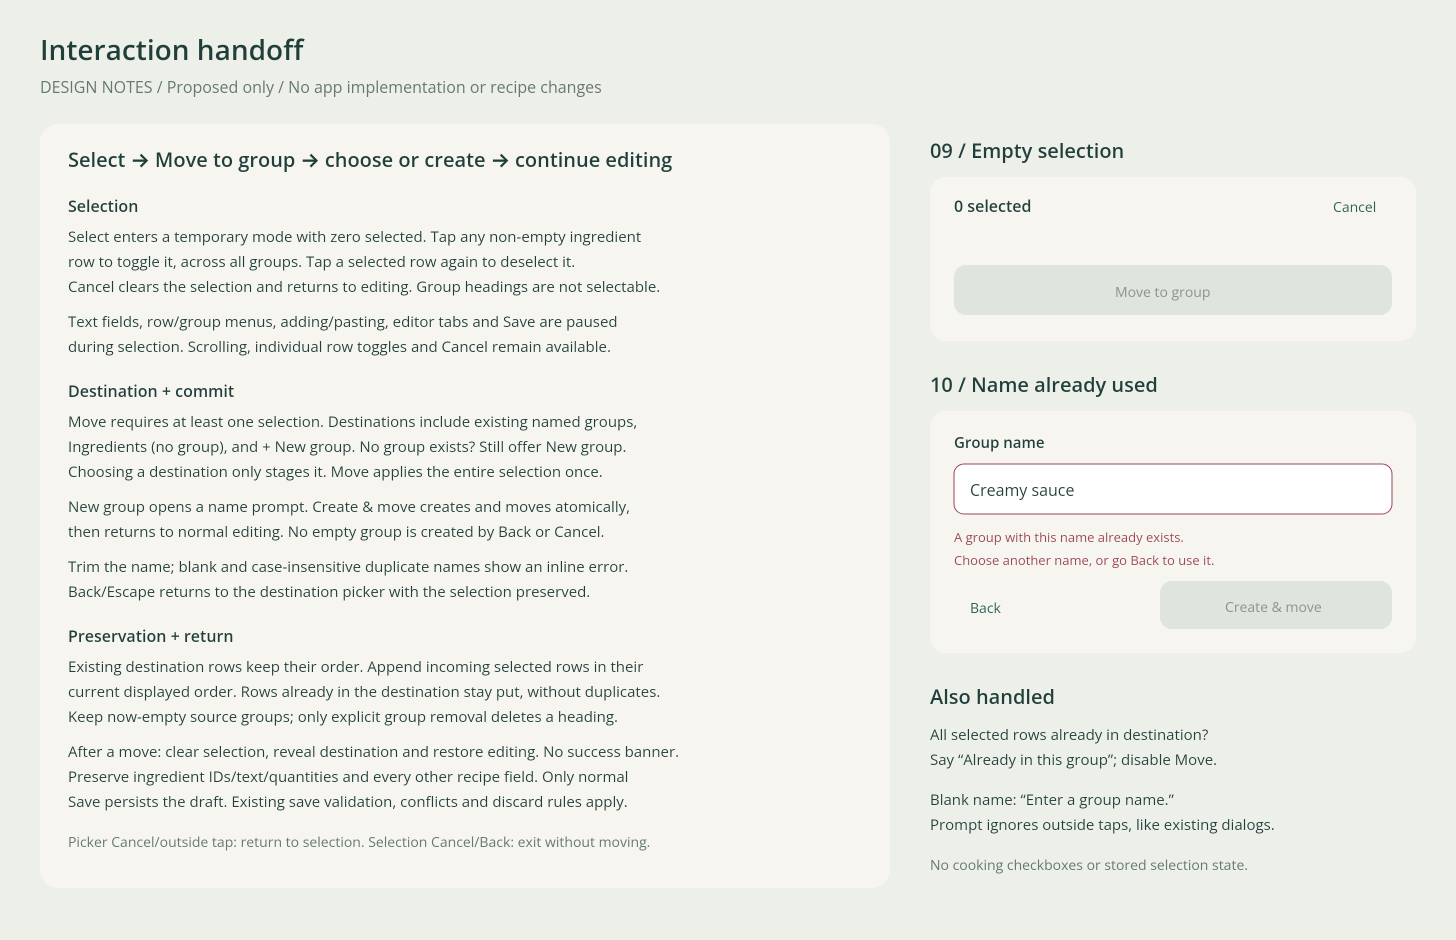 Interaction handoff
DESIGN NOTES / Proposed only / No app implementation or recipe changes
Select → Move to group → choose or create → continue editing
Selection
Select enters a temporary mode with zero selected. Tap any non-empty ingredient
row to toggle it, across all groups. Tap a selected row again to deselect it.
Cancel clears the selection and returns to editing. Group headings are not selectable.
Text fields, row/group menus, adding/pasting, editor tabs and Save are paused
during selection. Scrolling, individual row toggles and Cancel remain available.
Destination + commit
Move requires at least one selection. Destinations include existing named groups,
Ingredients (no group), and + New group. No group exists? Still offer New group.
Choosing a destination only stages it. Move applies the entire selection once.
New group opens a name prompt. Create & move creates and moves atomically,
then returns to normal editing. No empty group is created by Back or Cancel.
Trim the name; blank and case-insensitive duplicate names show an inline error.
Back/Escape returns to the destination picker with the selection preserved.
Preservation + return
Existing destination rows keep their order. Append incoming selected rows in their
current displayed order. Rows already in the destination stay put, without duplicates.
Keep now-empty source groups; only explicit group removal deletes a heading.
After a move: clear selection, reveal destination and restore editing. No success banner.
Preserve ingredient IDs/text/quantities and every other recipe field. Only normal
Save persists the draft. Existing save validation, conflicts and discard rules apply.
Picker Cancel/outside tap: return to selection. Selection Cancel/Back: exit without moving.
09 / Empty selection
0 selected
Cancel
Move to group
10 / Name already used
Group name
Creamy sauce
A group with this name already exists.
Choose another name, or go Back to use it.
Back
Create & move
Also handled
All selected rows already in destination?
Say “Already in this group”; disable Move.
Blank name: “Enter a group name.”
Prompt ignores outside taps, like existing dialogs.
No cooking checkboxes or stored selection state.